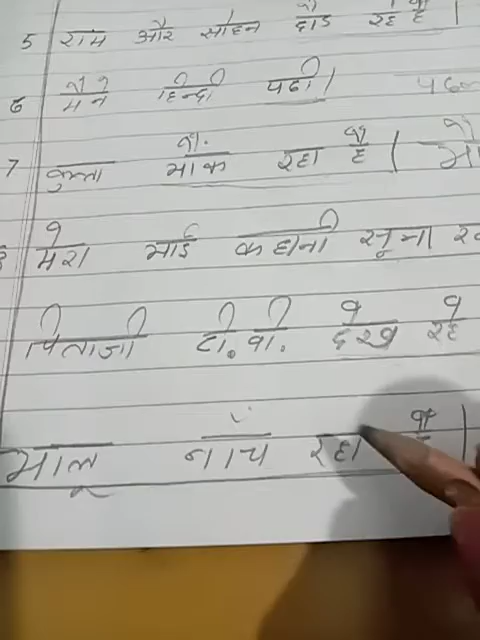 5 राम और सोहन दौड रहे है |
6 मैंने हिन्दी पढी |
7 कुत्ता भौंक रहा है |
मेरा भाई कहानी सूना
पिताजी टी.वी. देख रहे
भालू नाच रहा है |